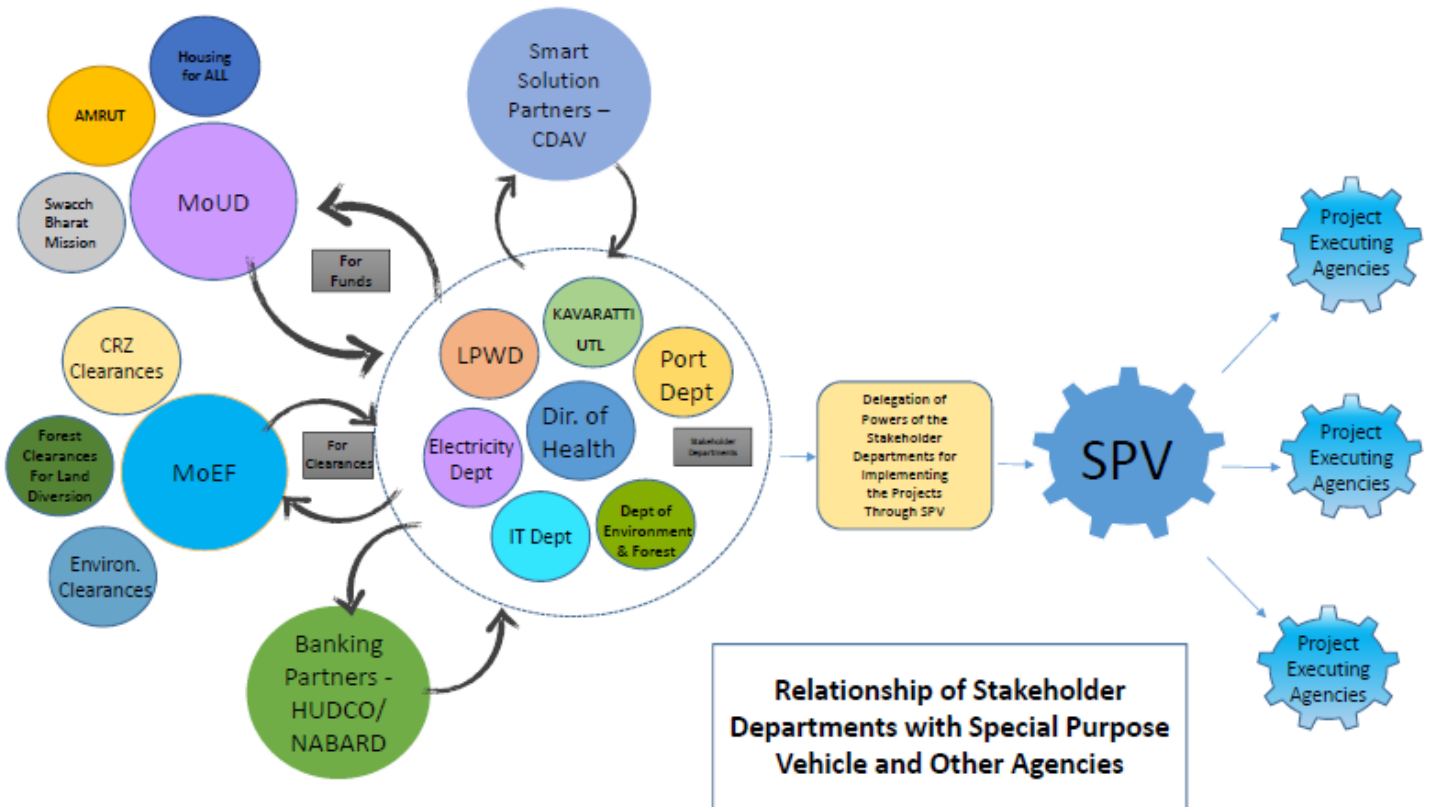 Housing
for ALL
AMRUT
Swacch
Bharat
Mission
MoUD
For
Funds
Smart
Solution
Partners –
CDAV
CRZ
Clearances
Forest
Clearances
For Land
Diversion
MoEF
Environ.
Clearances
For
Clearances
KAVARATTI
UTL
LPWD
Port
Dept
Dir. of
Health
Electricity
Dept
Stakeholder
Departments
IT Dept
Dept of
Environment
& Forest
Banking
Partners -
HUDCO/
NABARD
Delegation of
Powers of the
Stakeholder
Departments for
Implementing
the Projects
Through SPV
SPV
Project
Executing
Agencies
Project
Executing
Agencies
Project
Executing
Agencies
Relationship of Stakeholder
Departments with Special Purpose
Vehicle and Other Agencies